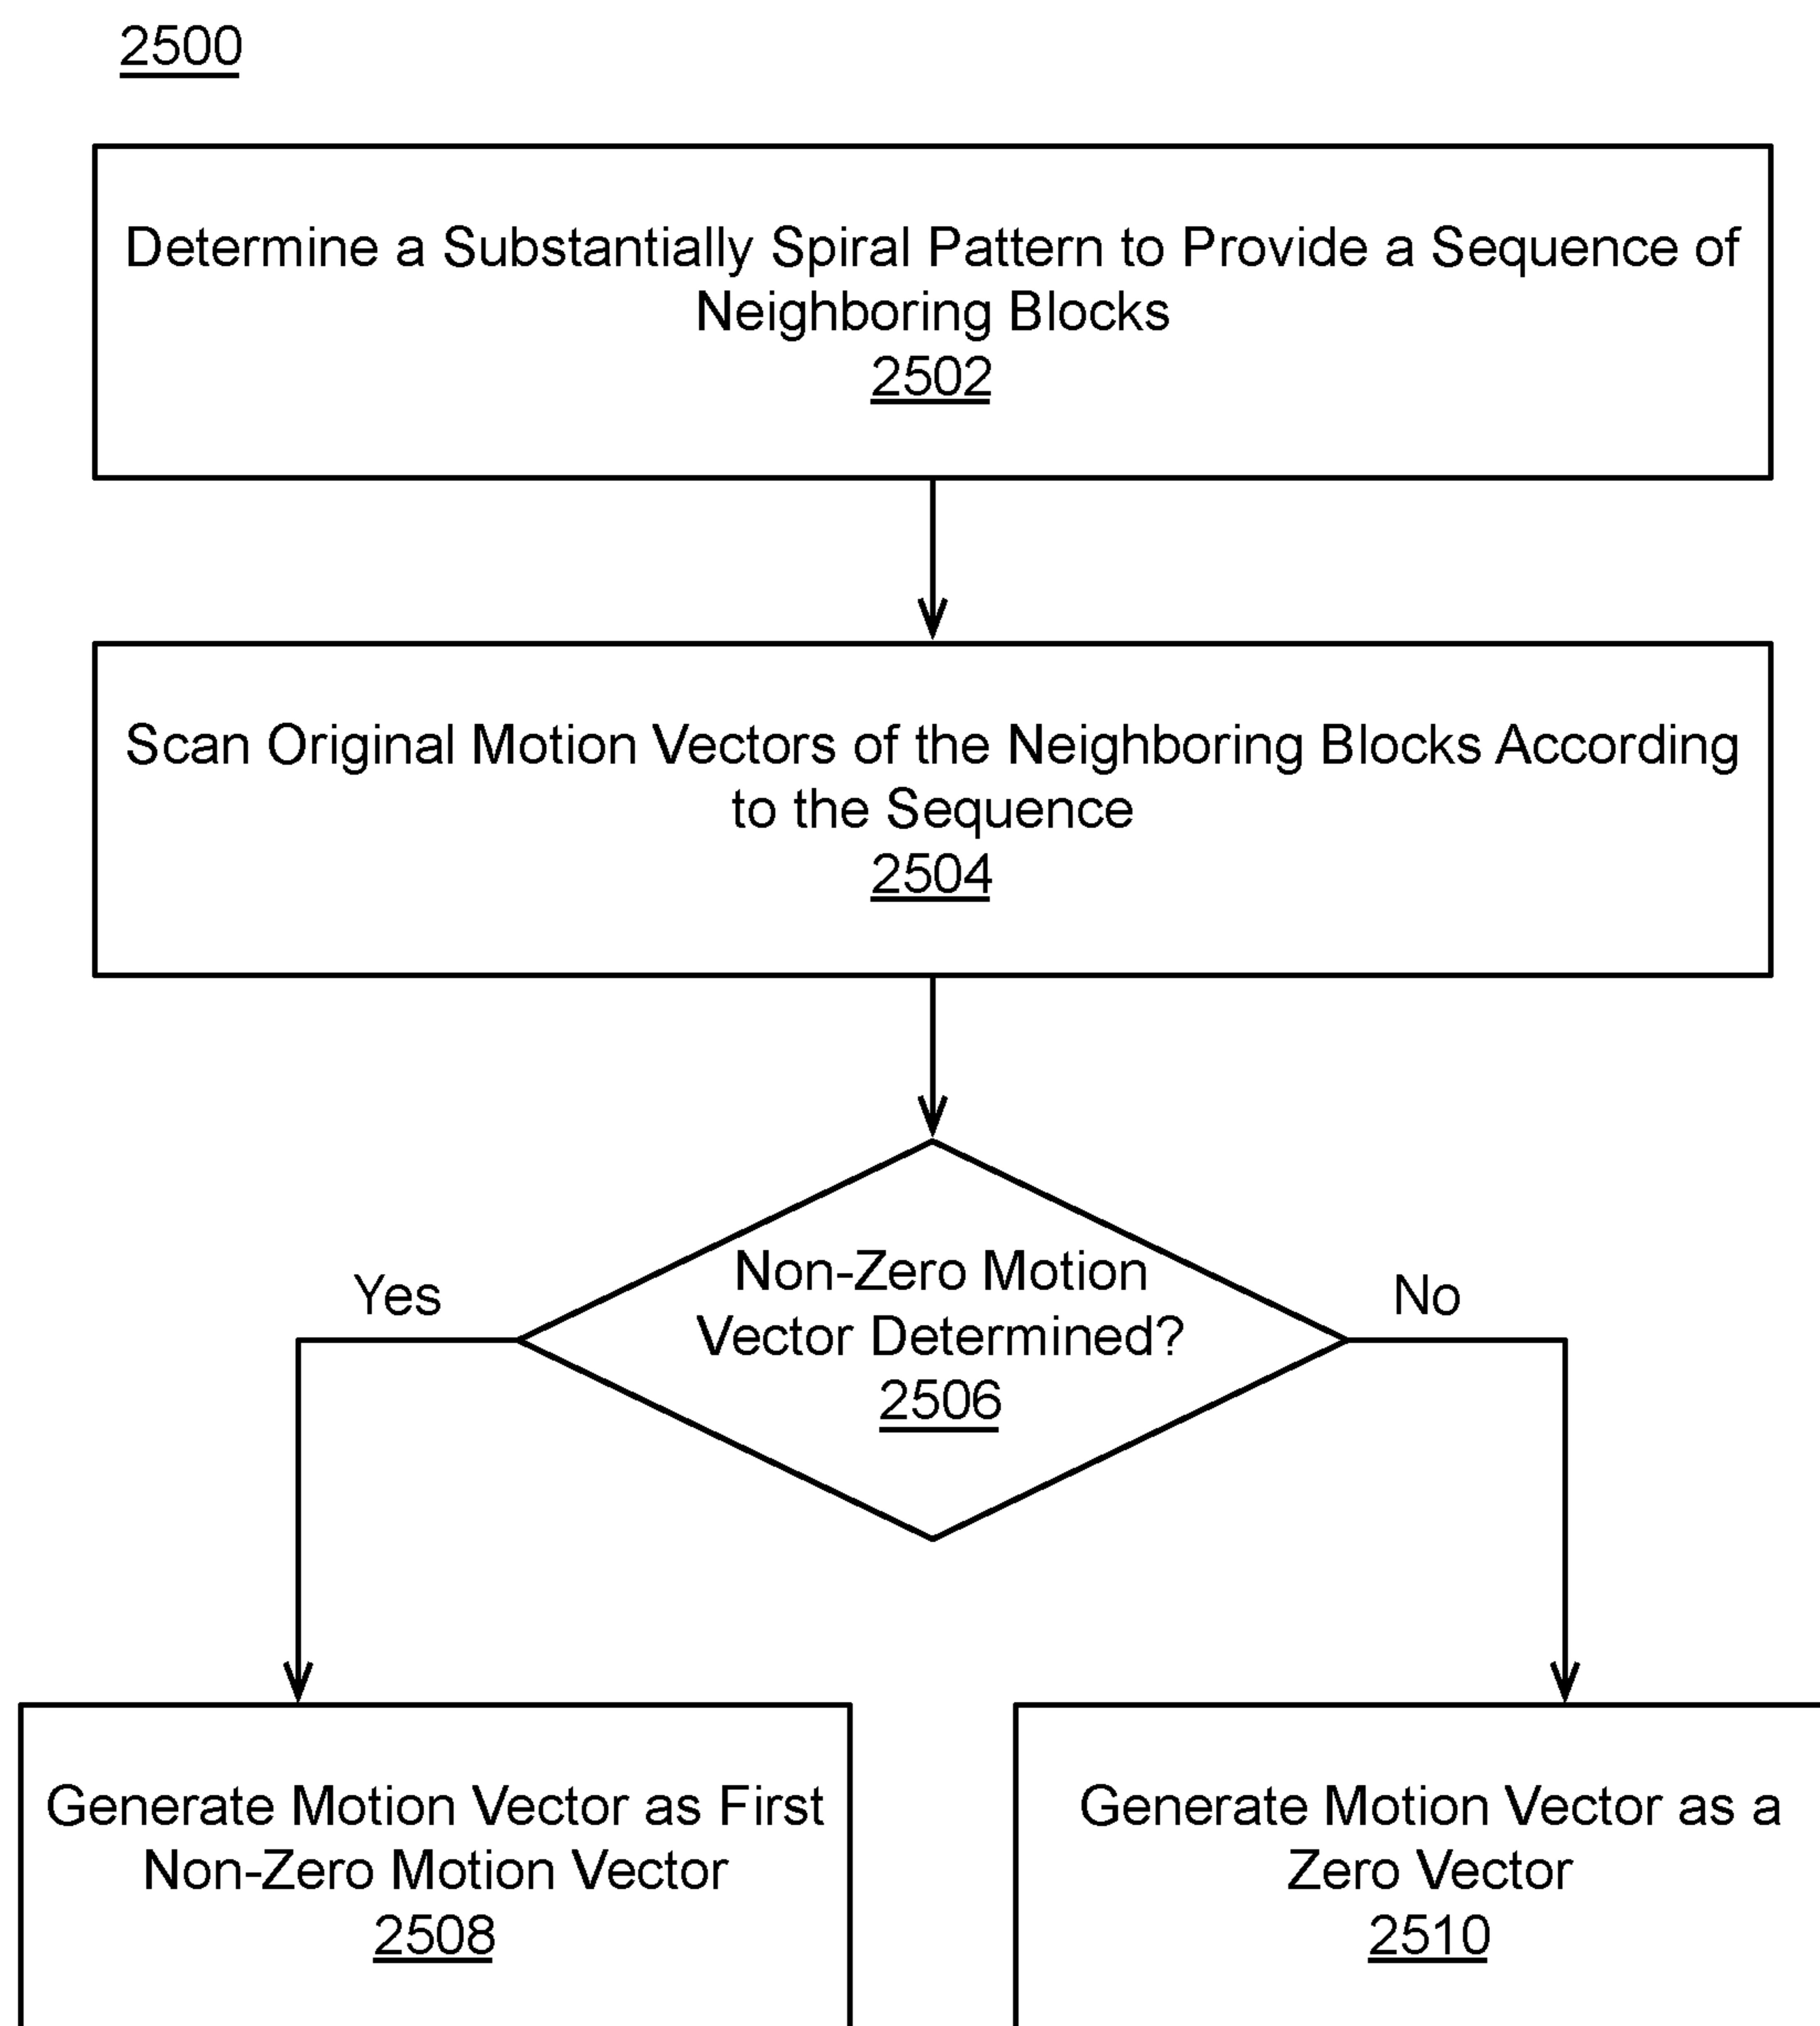 2500
Determine a Substantially Spiral Pattern to Provide a Sequence of
Neighboring Blocks
2502
Scan Original Motion Vectors of the Neighboring Blocks According
to the Sequence
2504
Non-Zero Motion
Vector Determined?
2506
Yes
No
Generate Motion Vector as First
Non-Zero Motion Vector
2508
Generate Motion Vector as a
Zero Vector
2510